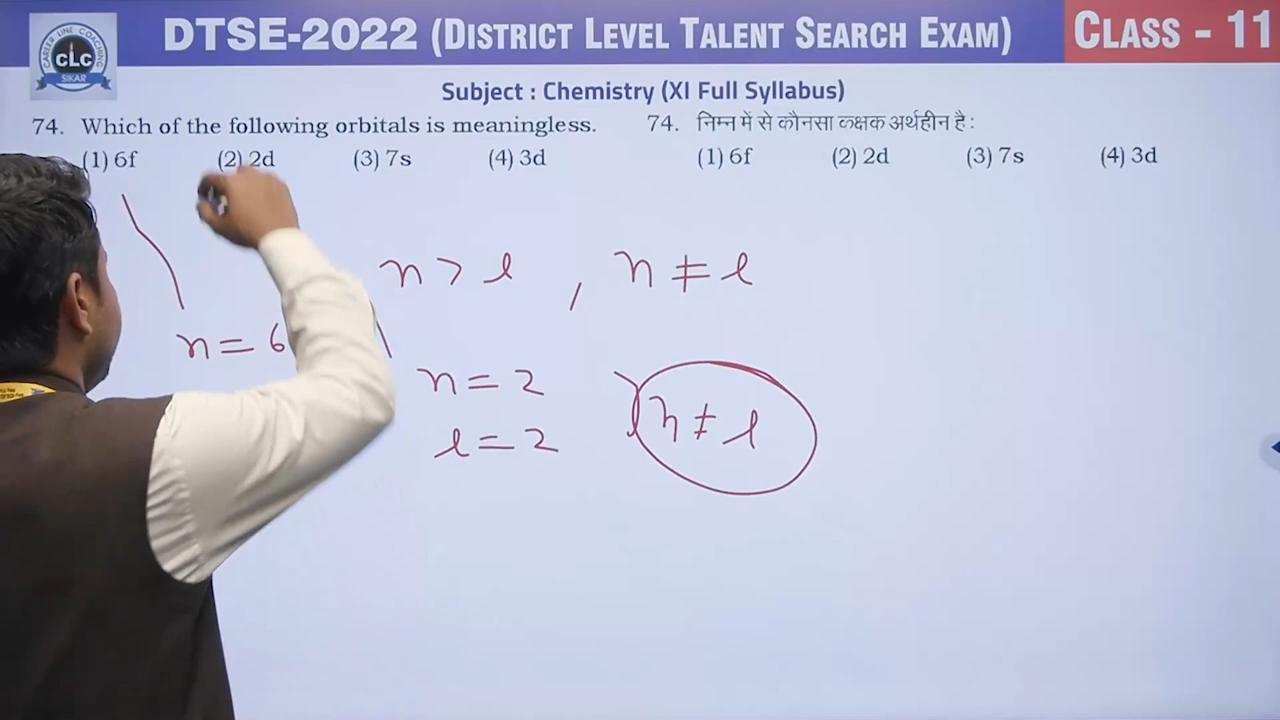 DTSE-2022 (DISTRICT LEVEL TALENT SEARCH EXAM)
CLASS - 11
CAREER LINE COACHING
CLC
SIKAR
Subject : Chemistry (XI Full Syllabus)
74. Which of the following orbitals is meaningless.
(1) 6f (2) 2d (3) 7s (4) 3d
74. निम्न में से कौनसा कक्षक अर्थहीन है :
(1) 6f (2) 2d (3) 7s (4) 3d
n > l , n ≠ l
n = 6
n = 2
l = 2
n ≠ l